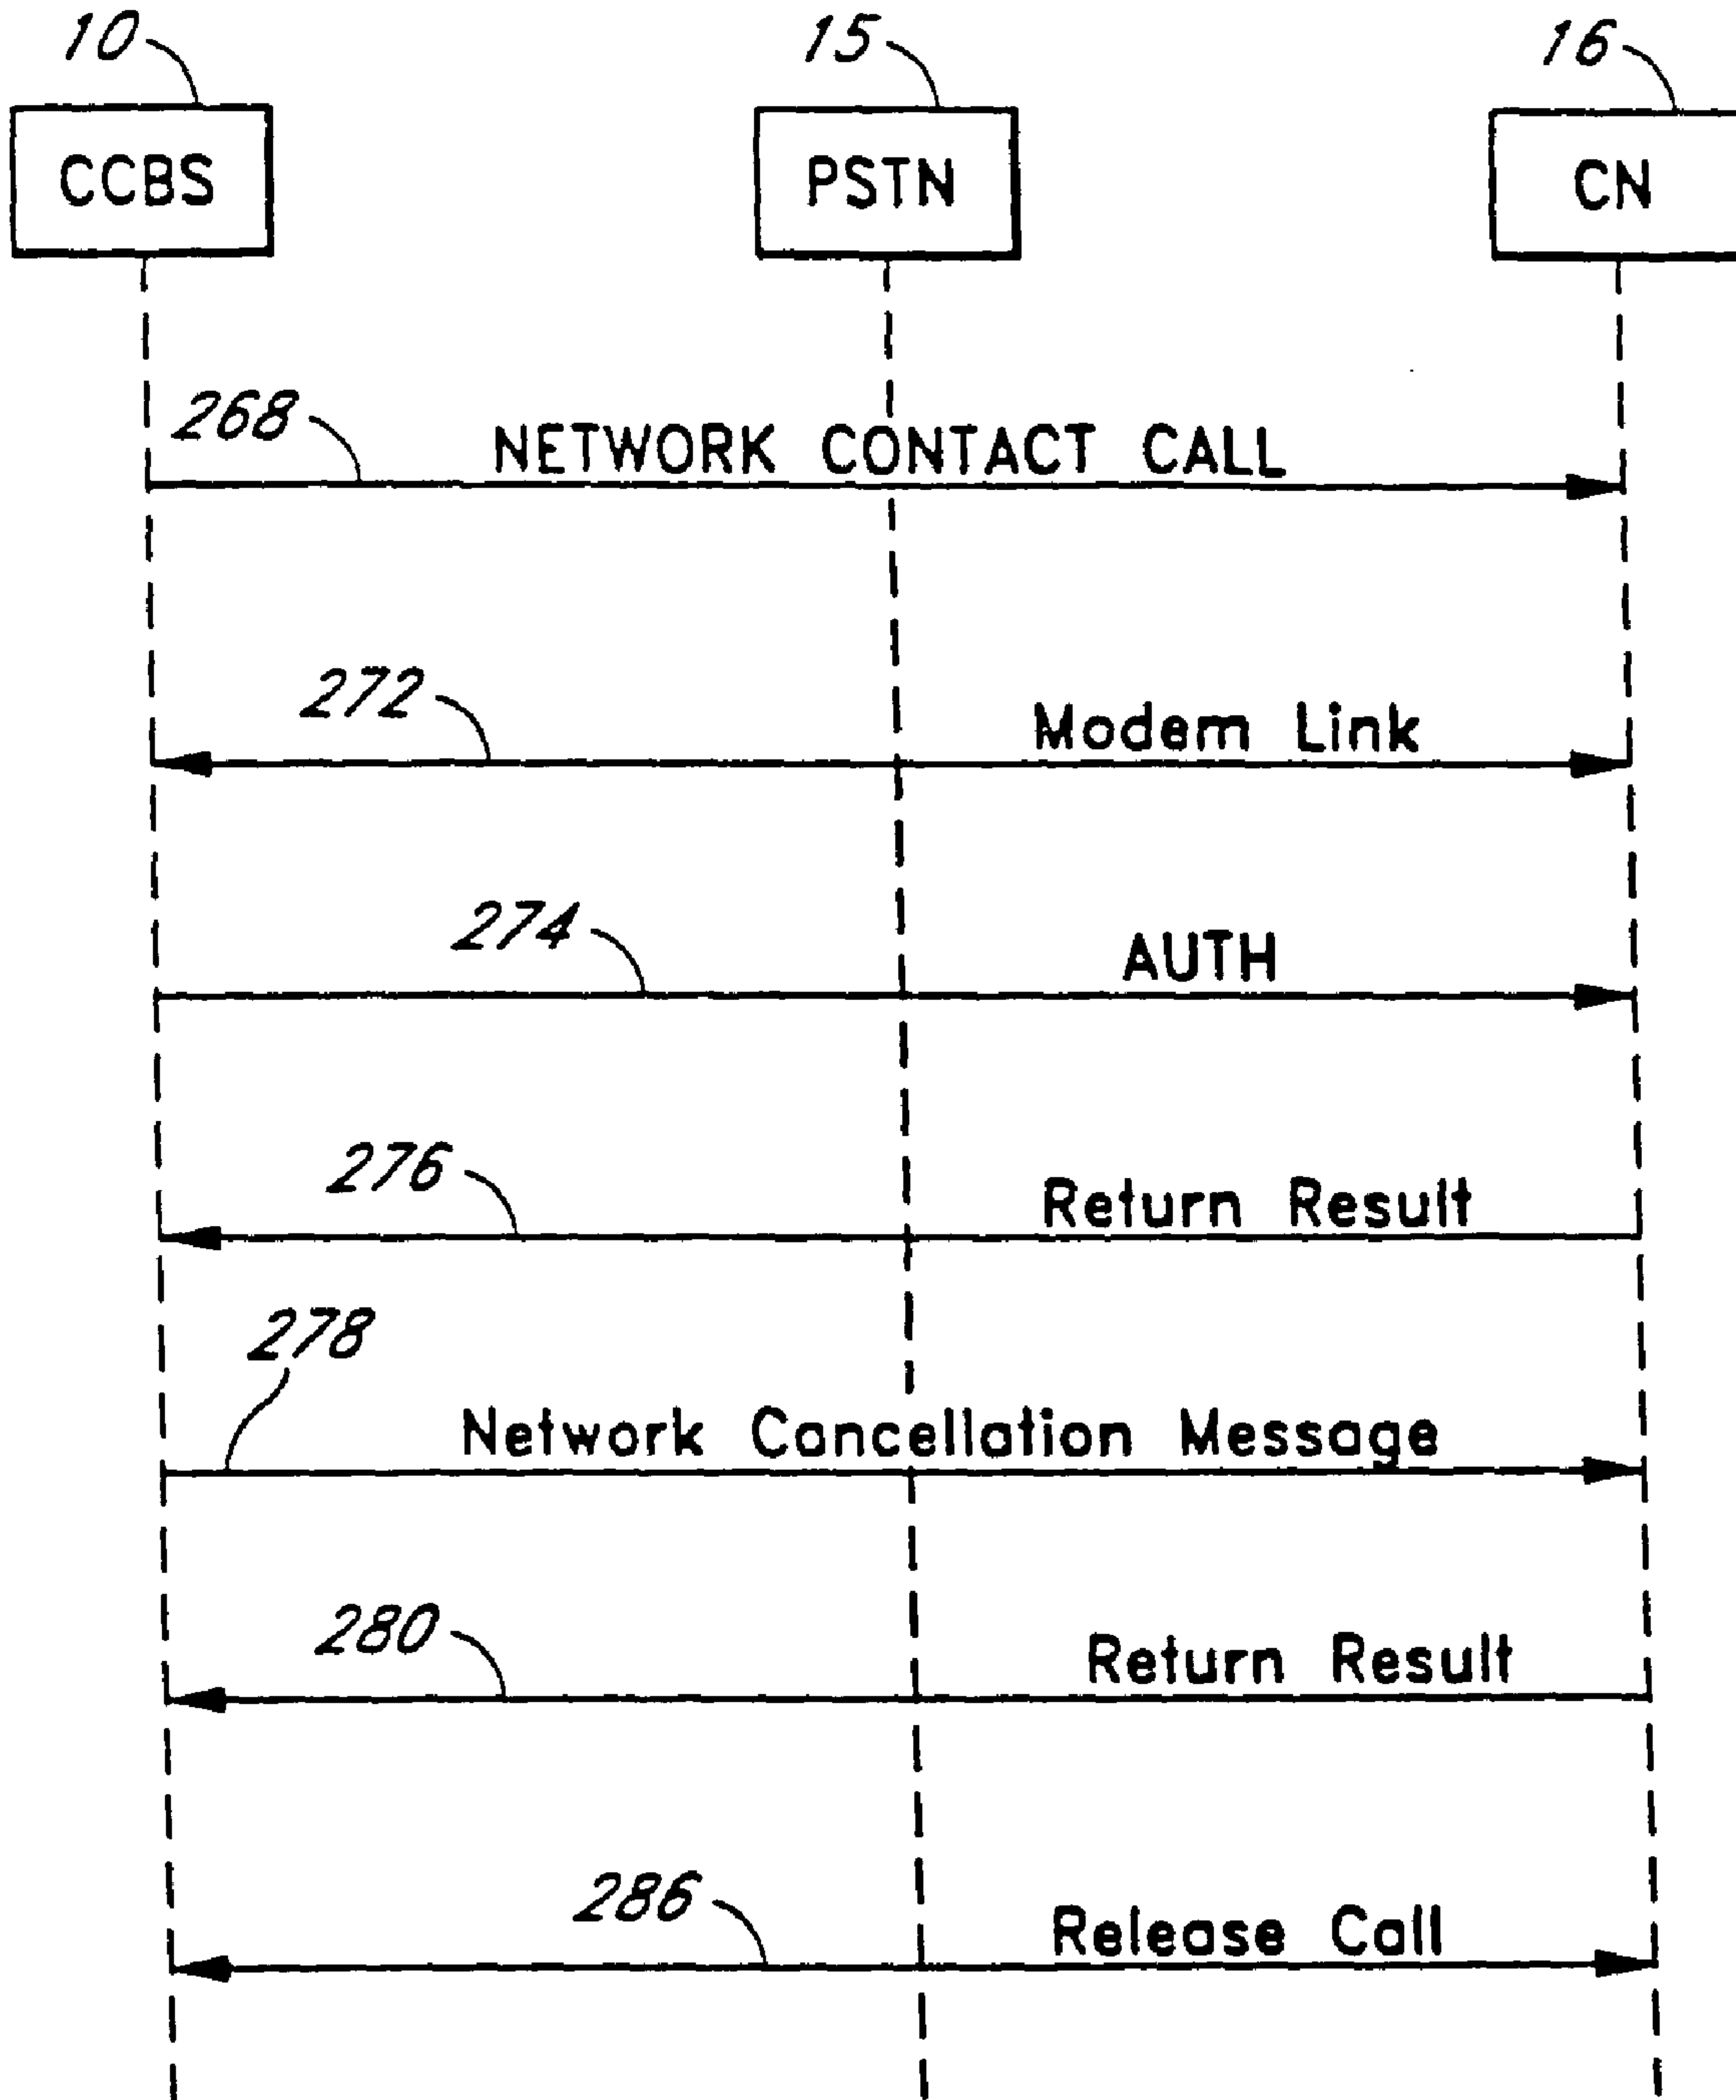 10 15 16
CCBS PSTN CN
268 NETWORK CONTACT CALL
272 Modem Link
274 AUTH
276 Return Result
278
Network Cancellation Message
280 Return Result
286 Release Call